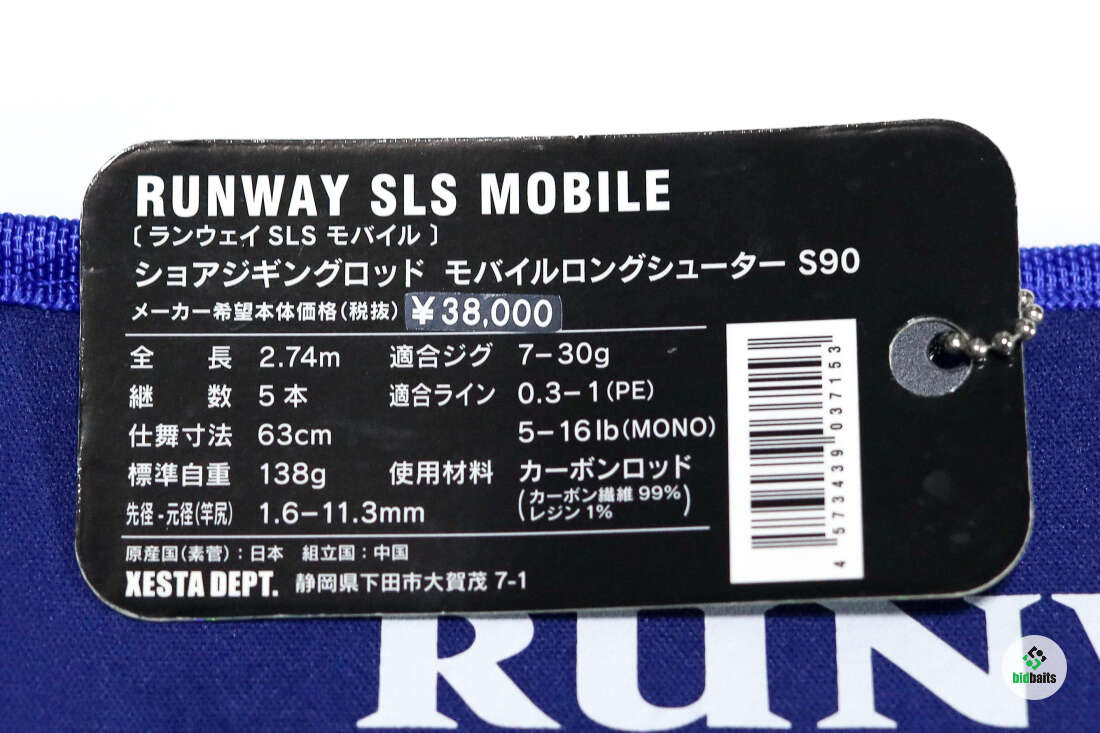 RUNWAY SLS MOBILE
〔ランウェイ SLS モバイル〕
ショアジギングロッド モバイルロングシューター S90
メーカー希望本体価格(税抜) ¥38,000
全長 2.74m 適合ジグ 7-30g
継数 5本 適合ライン 0.3-1(PE)
仕舞寸法 63cm 5-16lb(MONO)
標準自重 138g 使用材料 カーボンロッド
(カーボン繊維 99%
レジン 1%)
先径-元径(竿尻) 1.6-11.3mm
原産国(素菅):日本 組立国:中国
XESTA DEPT. 静岡県下田市大賀茂 7-1
4 573439 037153
RUNW
bidbaits